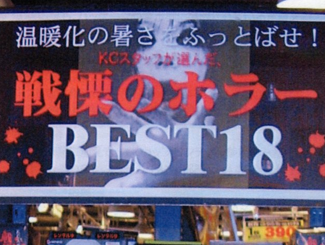 温暖化の暑さをふっとばせ!
KCスタッフが選んだ、
戦慄のホラー
BEST18
390